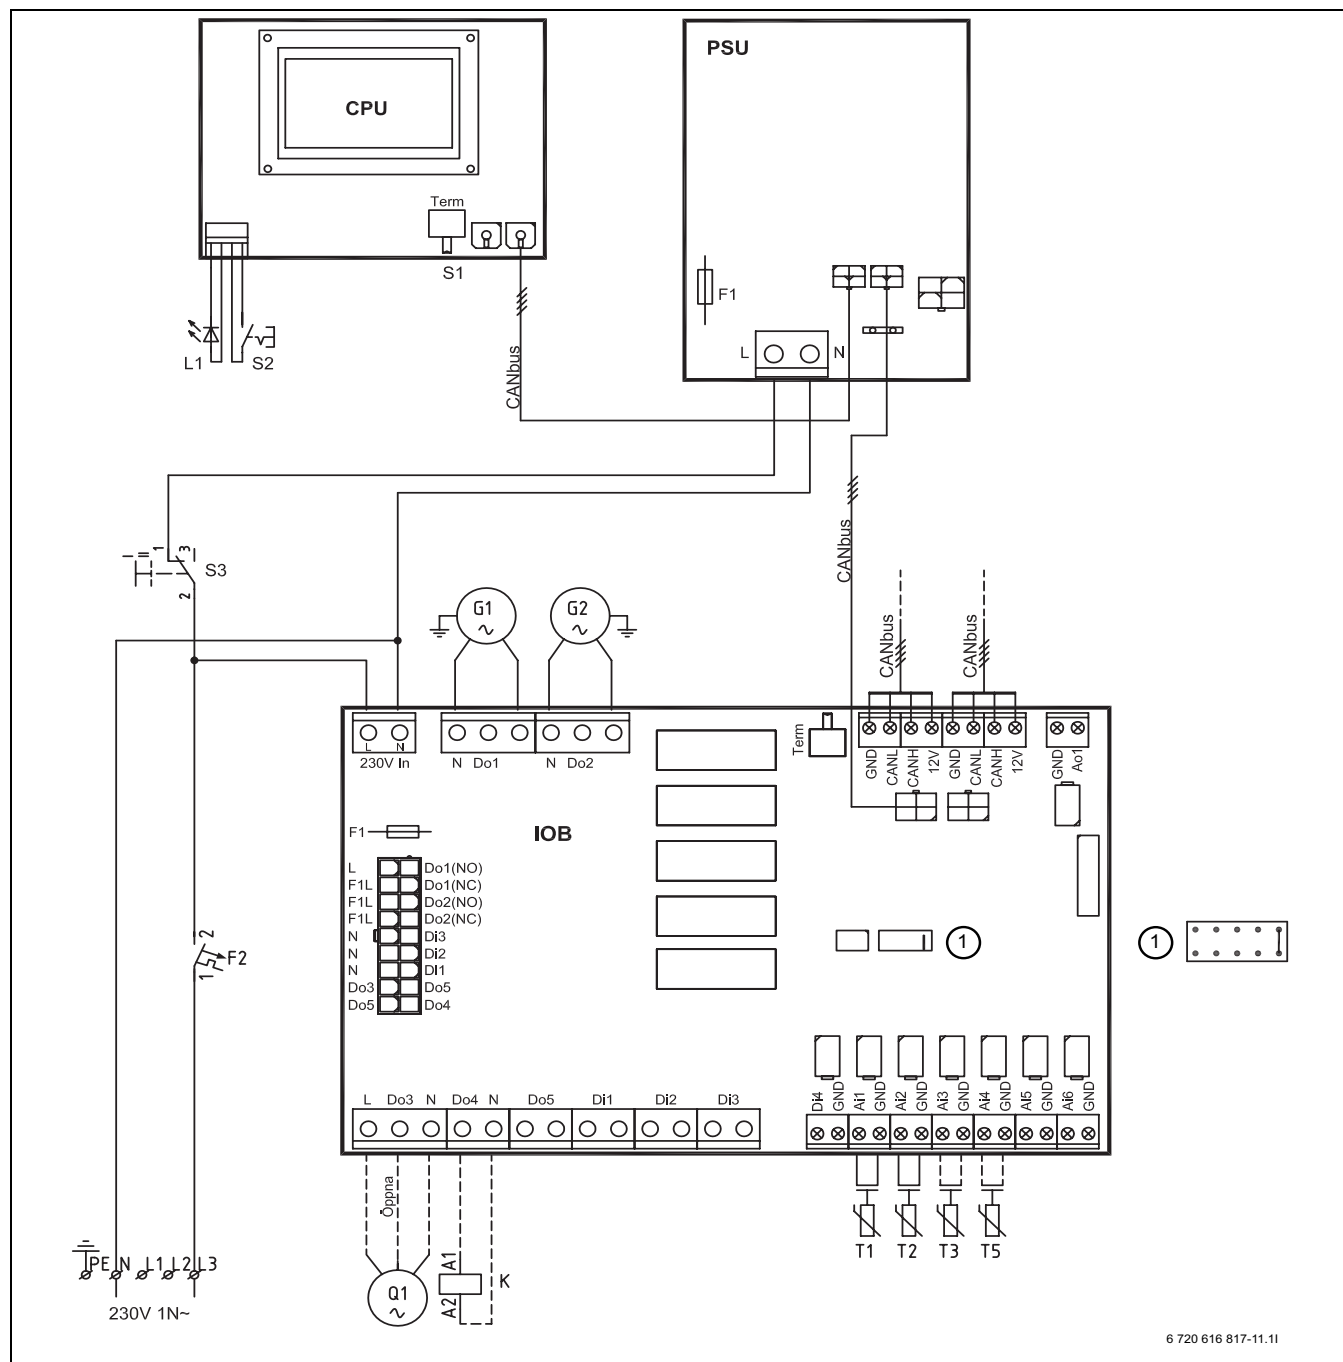 CPU
PSU
Term
S1
F1
L N
L1 S2
CANbus
CANbus
1 3
I II
S3
2
G1 G2
CANbus CANbus
L N
230V In
N Do1
N Do2
Term
GND CANL CANH 12V GND CANL CANH 12V
GND Ao1
F1
IOB
L Do1(NO)
F1L Do1(NC)
F1L Do2(NO)
F1L Do2(NC)
N Di3
N Di2
N DI1
Do3 Do5
Do5 Do4
2
F2
1
1 1
L Do3 N Do4 N Do5 Di1 Di2 Di3
Di4 GND Ai1 GND Ai2 GND Ai3 GND Ai4 GND AI5 GND Ai6 GND
Öppna
T1 T2 T3 T5
PE N L1 L2 L3
230V 1N~
Q1
A1
A2
K
6 720 616 817-11.1I